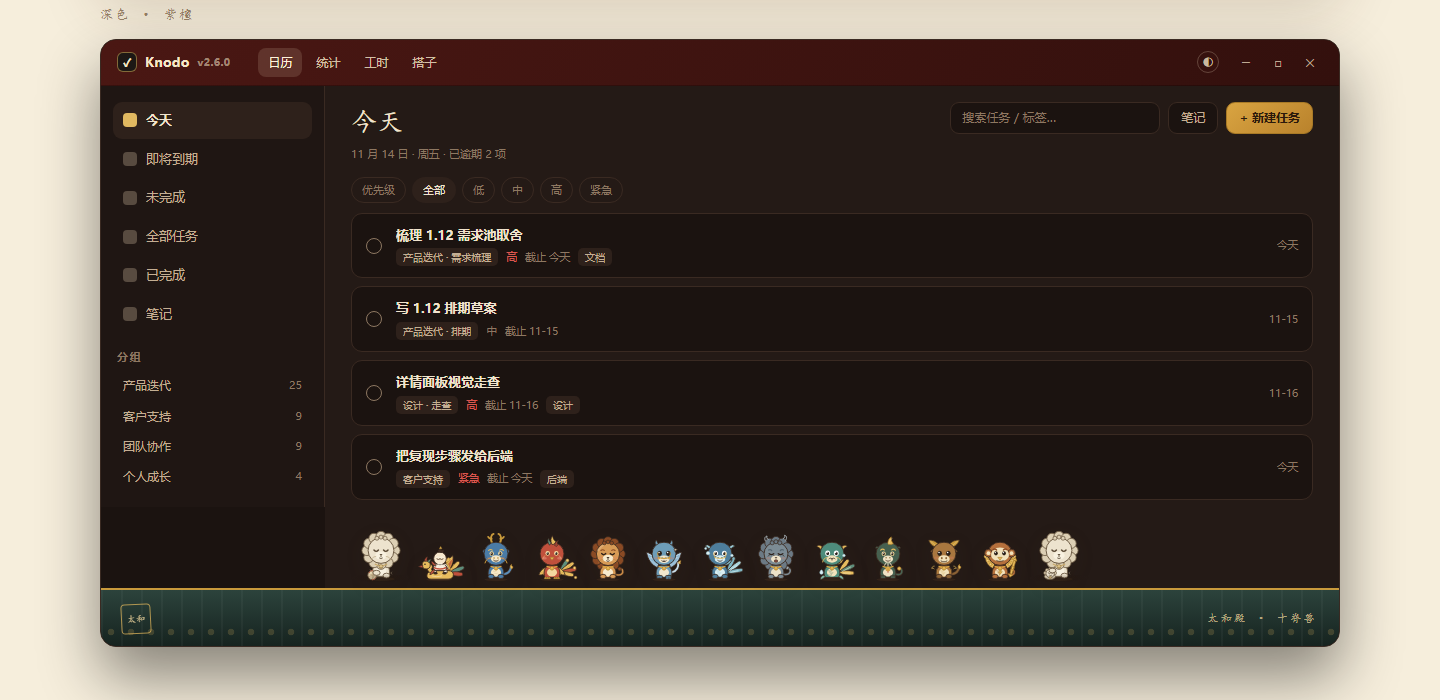 深色 · 紫檀
✓ Knodo v2.6.0 日历 统计 工时 搭子
今天
即将到期
未完成
全部任务
已完成
笔记
分组
产品迭代 25
客户支持 9
团队协作 9
个人成长 4
今天
搜索任务 / 标签... 笔记 + 新建任务
11 月 14 日 · 周五 · 已逾期 2 项
优先级 全部 低 中 高 紧急
梳理 1.12 需求池取舍
产品迭代 · 需求梳理 高 截止 今天 文档
今天
写 1.12 排期草案
产品迭代 · 排期 中 截止 11-15
11-15
详情面板视觉走查
设计 · 走查 高 截止 11-16 设计
11-16
把复现步骤发给后端
客户支持 紧急 截止 今天 后端
今天
太和
太和殿 · 十脊兽